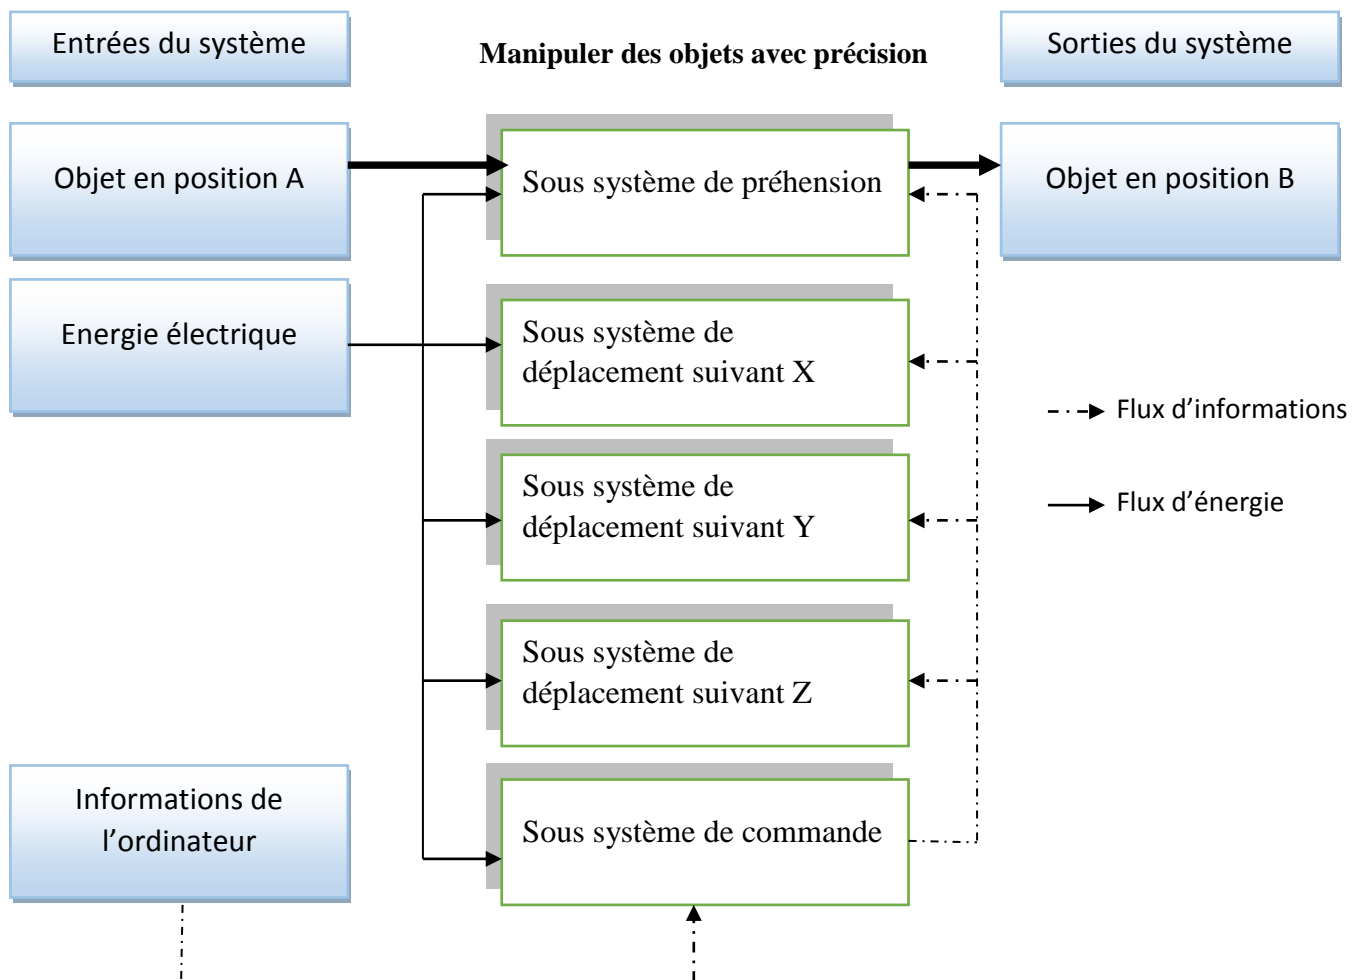 Entrées du système
Manipuler des objets avec précision
Sorties du système
Objet en position A
Sous système de préhension
Objet en position B
Energie électrique
Sous système de
déplacement suivant X
Flux d’informations
Sous système de
déplacement suivant Y
Flux d’énergie
Sous système de
déplacement suivant Z
Informations de
l’ordinateur
Sous système de commande